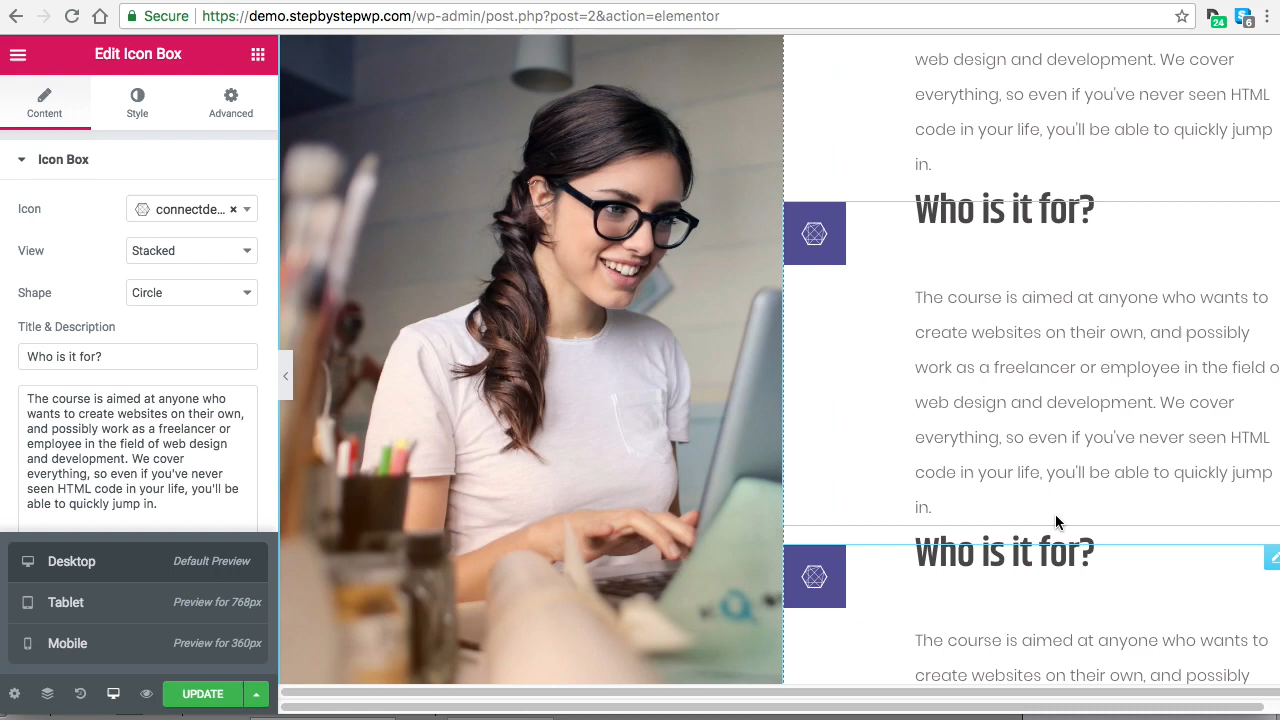 Secure
https://demo.stepbystepwp.com/wp-admin/post.php?post=2&action=elementor
24
6
Edit Icon Box
Content
Style
Advanced
Icon Box
Icon
connectde...
View
Stacked
Shape
Circle
Title & Description
Who is it for?
The course is aimed at anyone who
wants to create websites on their own,
and possibly work as a freelancer or
employee in the field of web design
and development. We cover
everything, so even if you've never
seen HTML code in your life, you'll be
able to quickly jump in.
Desktop
Default Preview
Tablet
Preview for 768px
Mobile
Preview for 360px
UPDATE
web design and development. We cover
everything, so even if you've never seen HTML
code in your life, you'll be able to quickly jump
in.
Who is it for?
The course is aimed at anyone who wants to
create websites on their own, and possibly
work as a freelancer or employee in the field o
web design and development. We cover
everything, so even if you've never seen HTML
code in your life, you'll be able to quickly jump
in.
Who is it for?
The course is aimed at anyone who wants to
create websites on their own, and possibly